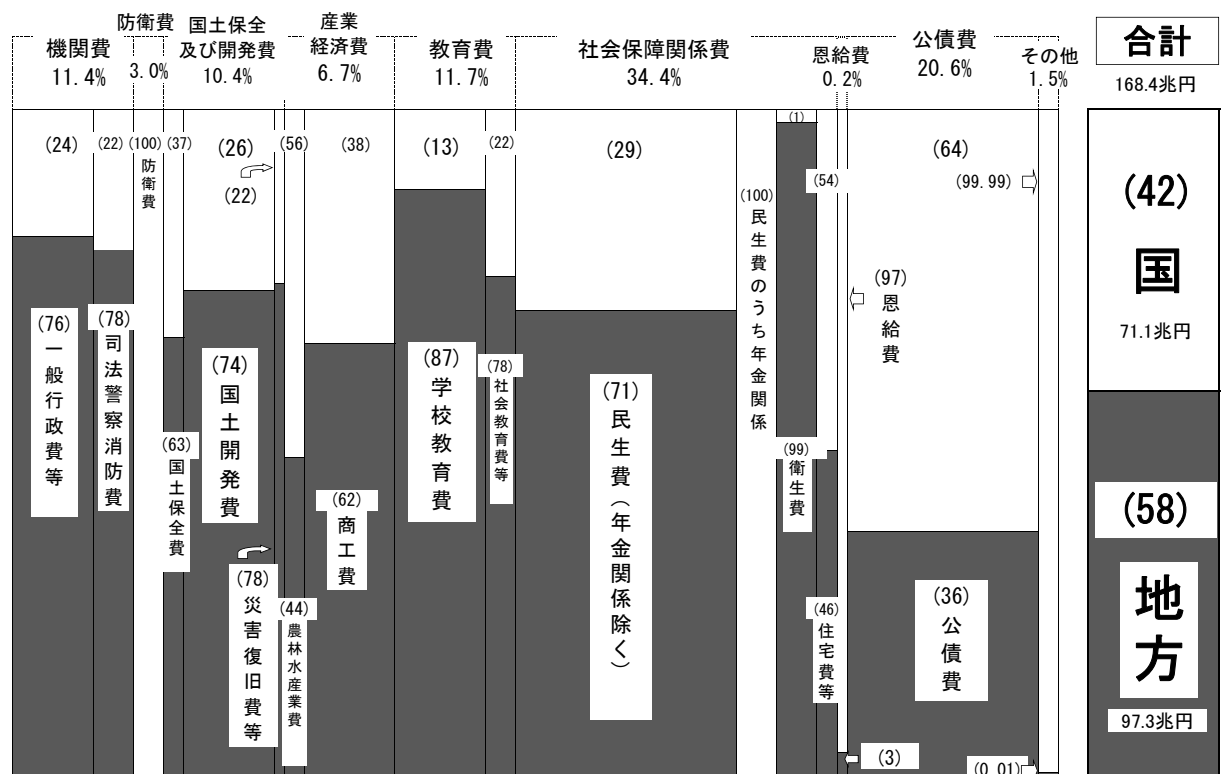 機関費
11.4%
防衛費
3.0%
国土保全
及び開発費
10.4%
産業
経済費
6.7%
教育費
11.7%
社会保障関係費
34.4%
恩給費
0.2%
公債費
20.6%
その他
1.5%
合計
168.4兆円
(24)
(22)
(100)
防衛費
(37)
(26)
(22)
(56)
(38)
(13)
(22)
(29)
(100)
民生費のうち年金関係
(1)
(54)
(64)
(99.99)
(97)
恩給費
(42)
国
71.1兆円
(76)
一般行政費等
(78)
司法警察消防費
(63)
国土保全費
(74)
国土開発費
(78)
災害復旧費等
(44)
農林水産業費
(62)
商工費
(87)
学校教育費
(78)
社会教育費等
(71)
民生費(年金関係除く)
(99)
衛生費
(46)
住宅費等
(3)
(36)
公債費
(0.01)
(58)
地方
97.3兆円